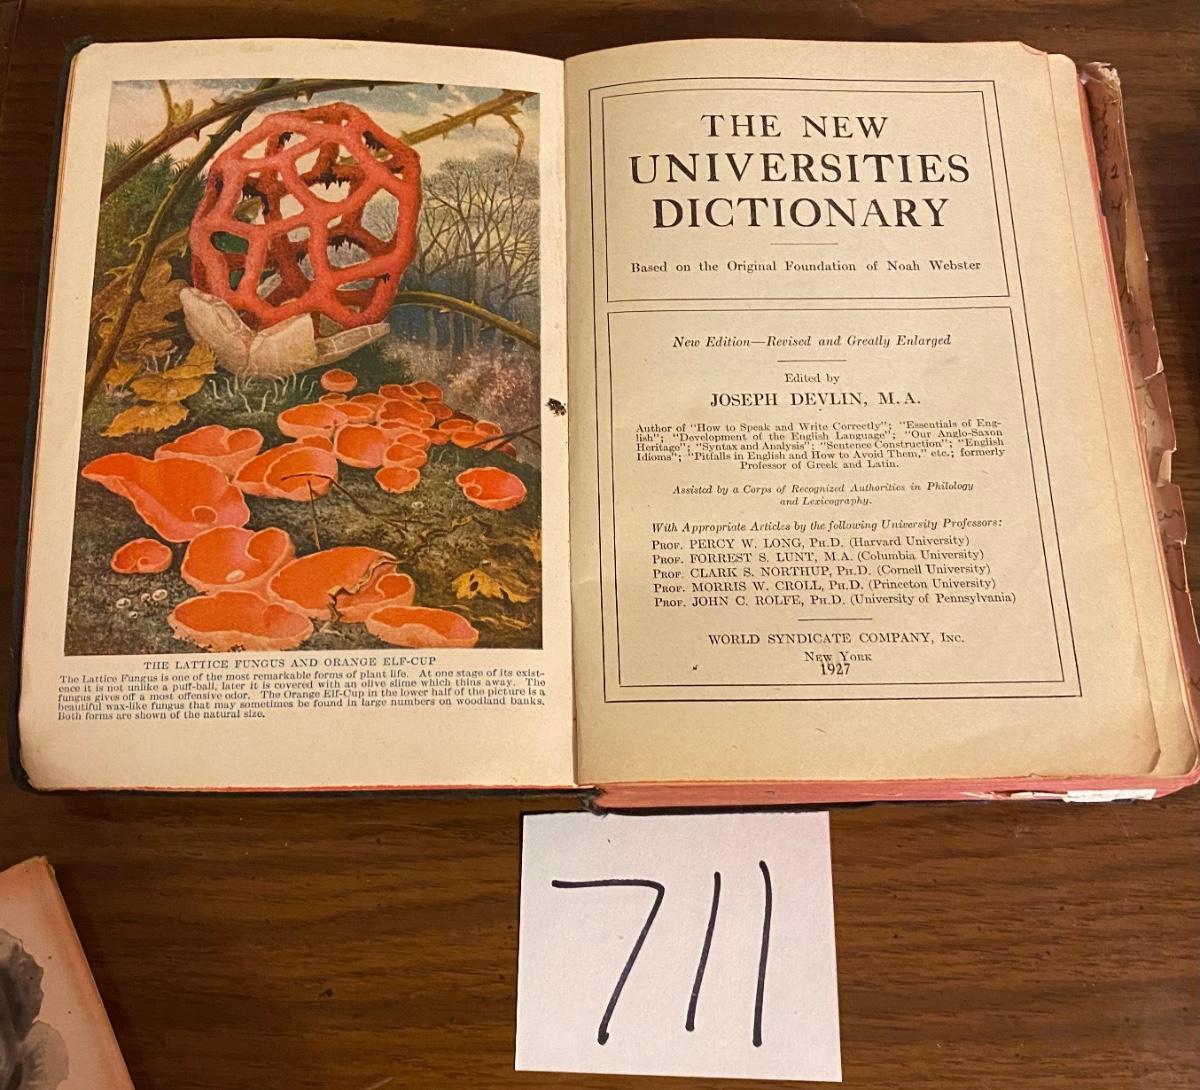 THE LATTICE FUNGUS AND ORANGE ELF-CUP
The Lattice Fungus is one of the most remarkable forms of plant life. At one stage of its exist-
ence it is not unlike a puff-ball, later it is covered with an olive slime which thins away. The
fungus gives off a most offensive odor. The Orange Elf-Cup in the lower half of the picture is a
beautiful wax-like fungus that may sometimes be found in large numbers on woodland banks.
Both forms are shown of the natural size.
THE NEW
UNIVERSITIES
DICTIONARY
Based on the Original Foundation of Noah Webster
New Edition—Revised and Greatly Enlarged
Edited by
JOSEPH DEVLIN, M.A.
Author of "How to Speak and Write Correctly"; "Essentials of Eng-
lish"; "Development of the English Language"; "Our Anglo-Saxon
Heritage"; "Syntax and Analysis"; "Sentence Construction"; "English
Idioms"; "Pitfalls in English and How to Avoid Them," etc.; formerly
Professor of Greek and Latin.
Assisted by a Corps of Recognized Authorities in Philology
and Lexicography.
With Appropriate Articles by the following University Professors:
PROF. PERCY W. LONG, PH.D. (Harvard University)
PROF. FORREST S. LUNT, M.A. (Columbia University)
PROF. CLARK S. NORTHUP, PH.D. (Cornell University)
PROF. MORRIS W. CROLL, PH.D. (Princeton University)
PROF. JOHN C. ROLFE, PH.D. (University of Pennsylvania)
WORLD SYNDICATE COMPANY, INC.
NEW YORK
1927
711